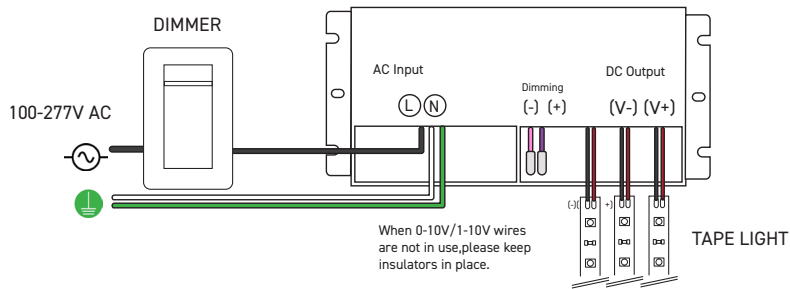 DIMMER
AC Input
DC Output
Dimming
100-277V AC
L N
(-) (+)
(V-) (V+)
(-)( +)
When 0-10V/1-10V wires
are not in use,please keep
insulators in place.
TAPE LIGHT